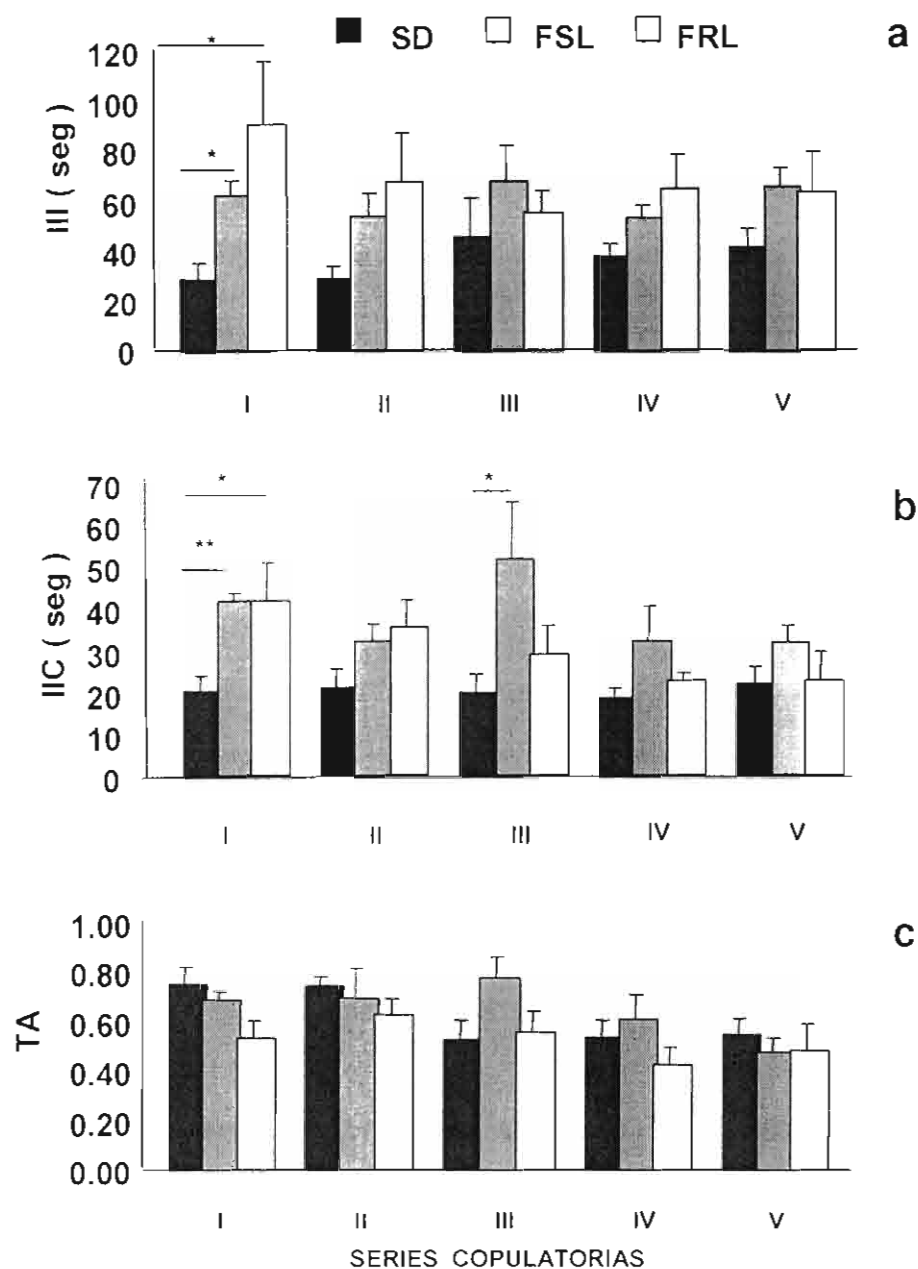 SD FSL FRL a
*
*
III ( seg )
120
100
80
60
40
20
0
I II III IV V
b
*
**
*
IIC ( seg )
70
60
50
40
30
20
10
0
I II III IV V
c
TA
1.00
0.80
0.60
0.40
0.20
0.00
I II III IV V
SERIES COPULATORIAS